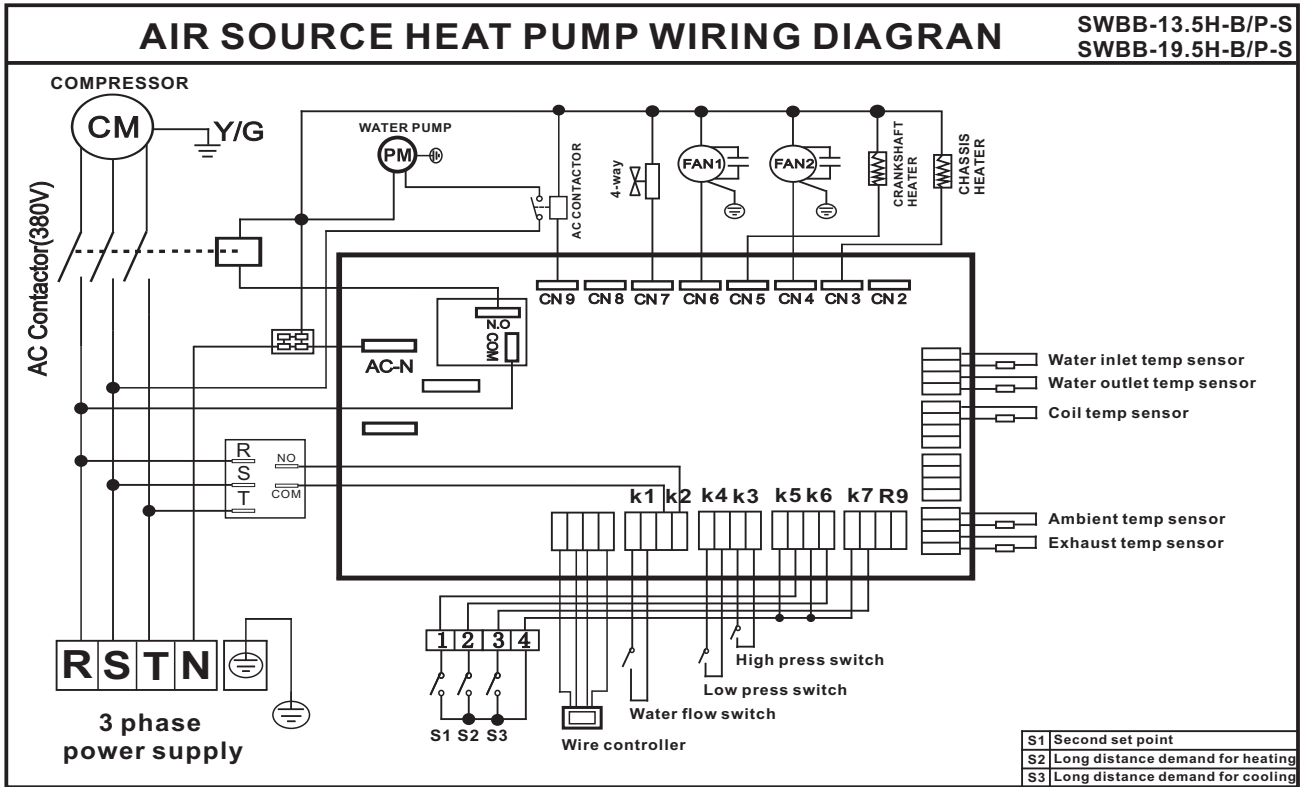 AIR SOURCE HEAT PUMP WIRING DIAGRAN
SWBB-13.5H-B/P-S
SWBB-19.5H-B/P-S
COMPRESSOR
CM
Y/G
WATER PUMP
PM
AC CONTACTOR
4-way
FAN1
FAN2
CRANKSHAFT
HEATER
CHASSIS
HEATER
AC Contactor(380V)
CN 9
CN 8
CN 7
CN 6
CN 5
CN 4
CN 3
CN 2
N.O
COM
AC-N
Water inlet temp sensor
Water outlet temp sensor
Coil temp sensor
R
S
T
NO
COM
k1
k2
k4
k3
k5
k6
k7
R9
Ambient temp sensor
Exhaust temp sensor
1
2
3
4
High press switch
Low press switch
Water flow switch
Wire controller
S1
S2
S3
R
S
T
N
3 phase
power supply
S1 Second set point
S2 Long distance demand for heating
S3 Long distance demand for cooling